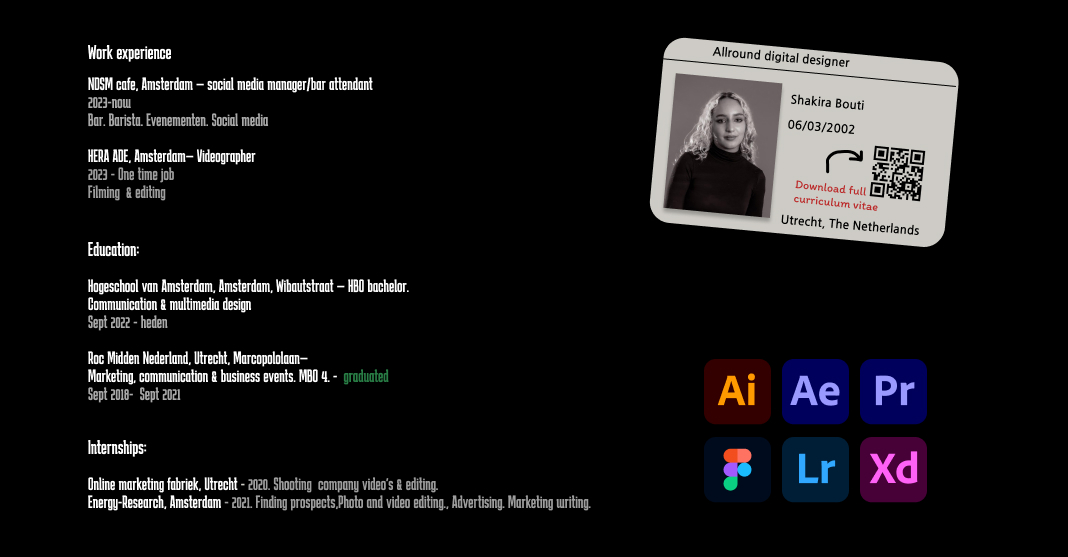 Work experience
NDSM cafe, Amsterdam – social media manager/bar attendant
2023-now
Bar. Barista. Evenementen. Social media
HERA ADE, Amsterdam– Videographer
2023 - One time job
Filming & editing
Education:
Hogeschool van Amsterdam, Amsterdam, Wibautstraat – HBO bachelor.
Communication & multimedia design
Sept 2022 - heden
Roc Midden Nederland, Utrecht, Marcopololaan–
Marketing, communication & business events. MBO 4. - graduated
Sept 2018- Sept 2021
Internships:
Online marketing fabriek, Utrecht - 2020. Shooting company video's & editing.
Energy-Research, Amsterdam - 2021. Finding prospects,Photo and video editing., Advertising. Marketing writing.
Allround digital designer
Shakira Bouti
06/03/2002
Download full
curriculum vitae
Utrecht, The Netherlands
Ai Ae Pr
Lr Xd